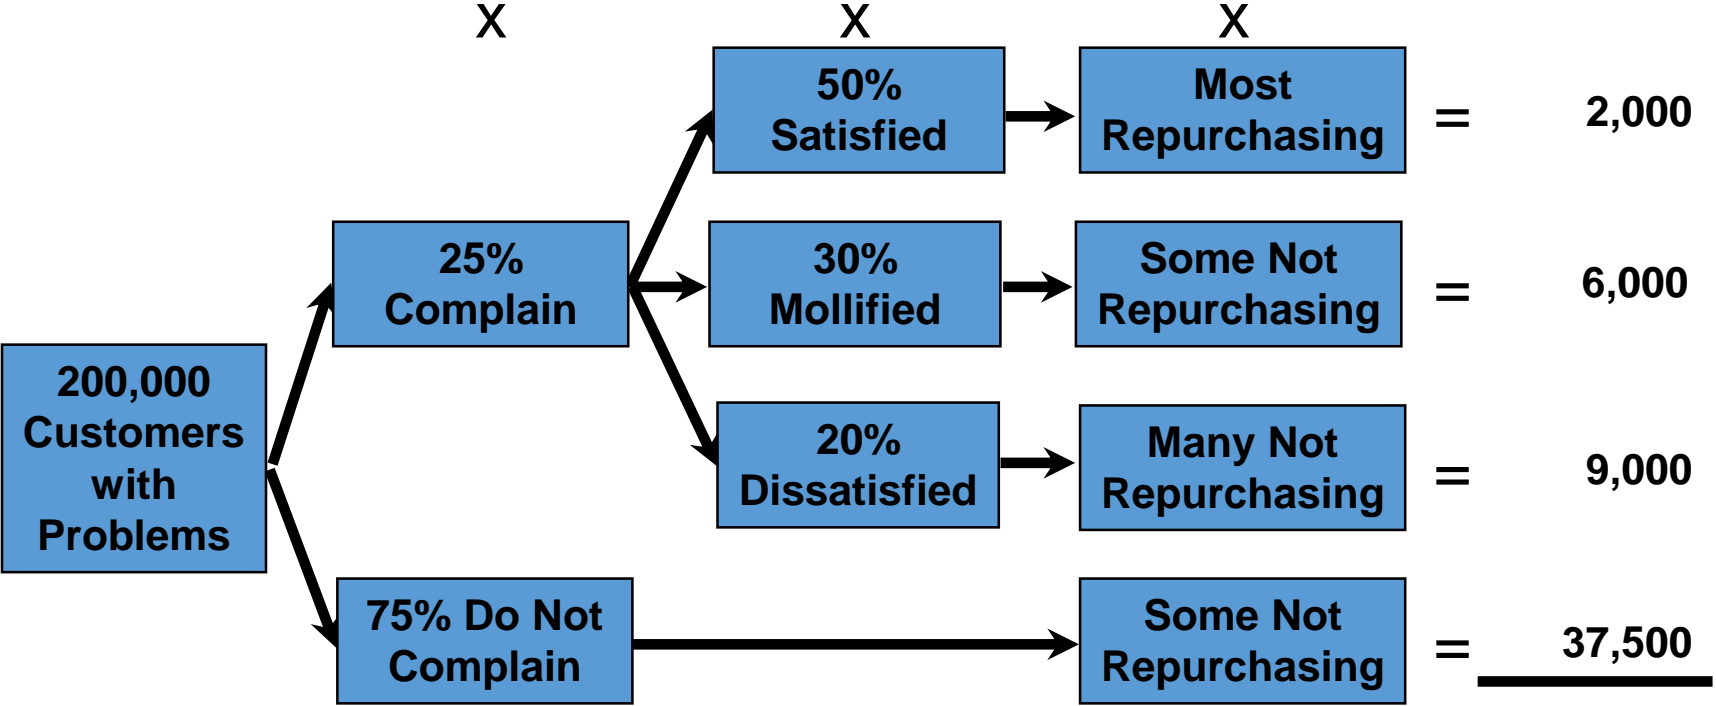 X
X
X
50%
Satisfied
Most
Repurchasing
=
2,000
25%
Complain
30%
Mollified
Some Not
Repurchasing
=
6,000
200,000
Customers
with
Problems
20%
Dissatisfied
Many Not
Repurchasing
=
9,000
75% Do Not
Complain
Some Not
Repurchasing
=
37,500